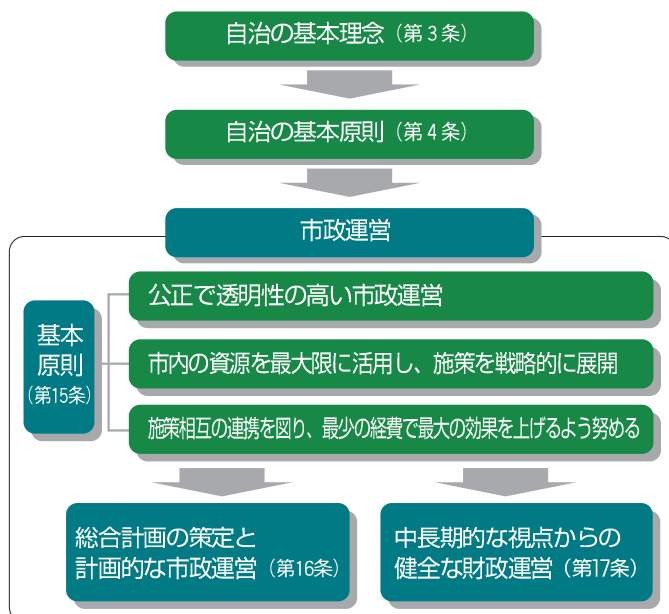 自治の基本理念（第３条）
自治の基本原則（第４条）
市政運営
基本
原則
（第15条）
公正で透明性の高い市政運営
市内の資源を最大限に活用し、施策を戦略的に展開
施策相互の連携を図り、最少の経費で最大の効果を上げるよう努める
総合計画の策定と
計画的な市政運営（第16条）
中長期的な視点からの
健全な財政運営（第17条）